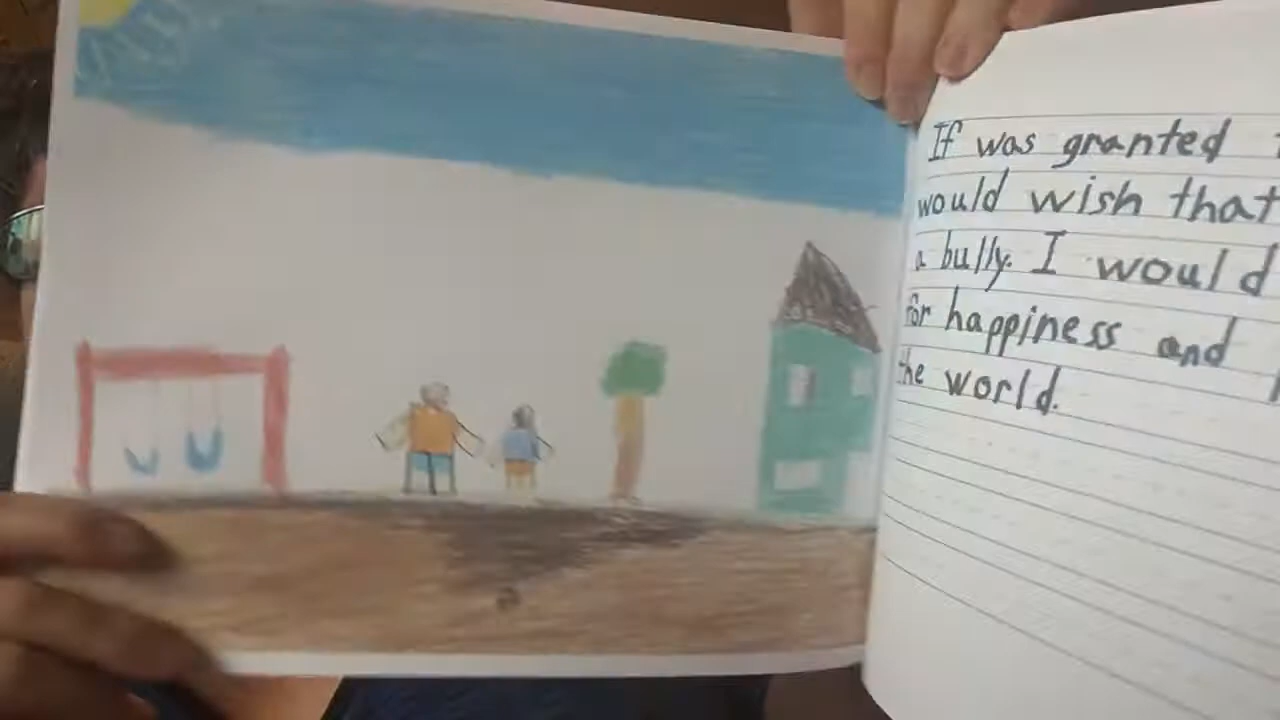 If was granted
would wish that
a bully. I would
for happiness and
the world.